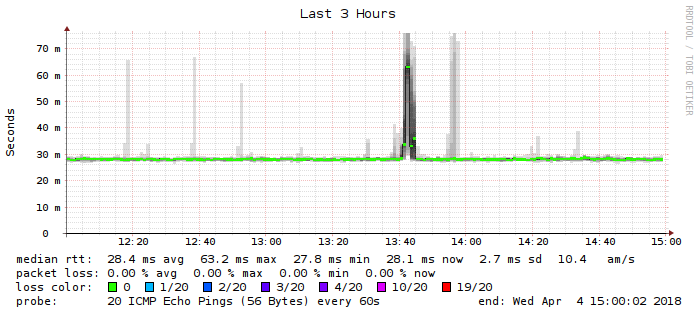 Last 3 Hours
RRDTOOL / TOBI OETIKER
Seconds
70 m
60 m
50 m
40 m
30 m
20 m
10 m
0
12:20 12:40 13:00 13:20 13:40 14:00 14:20 14:40 15:00
median rtt: 28.4 ms avg 63.2 ms max 27.8 ms min 28.1 ms now 2.7 ms sd 10.4 am/s
packet loss: 0.00 % avg 0.00 % max 0.00 % min 0.00 % now
loss color: 0 1/20 2/20 3/20 4/20 10/20 19/20
probe: 20 ICMP Echo Pings (56 Bytes) every 60s end: Wed Apr 4 15:00:02 2018